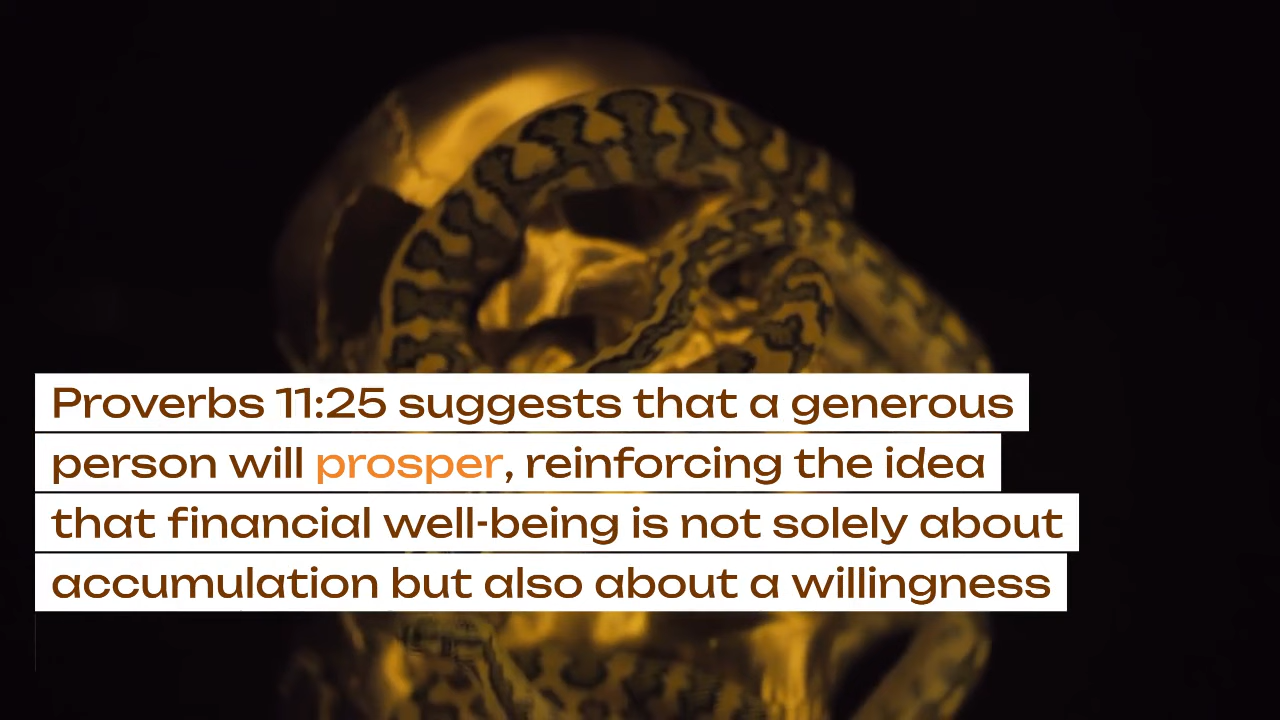 Proverbs 11:25 suggests that a generous
person will prosper, reinforcing the idea
that financial well-being is not solely about
accumulation but also about a willingness